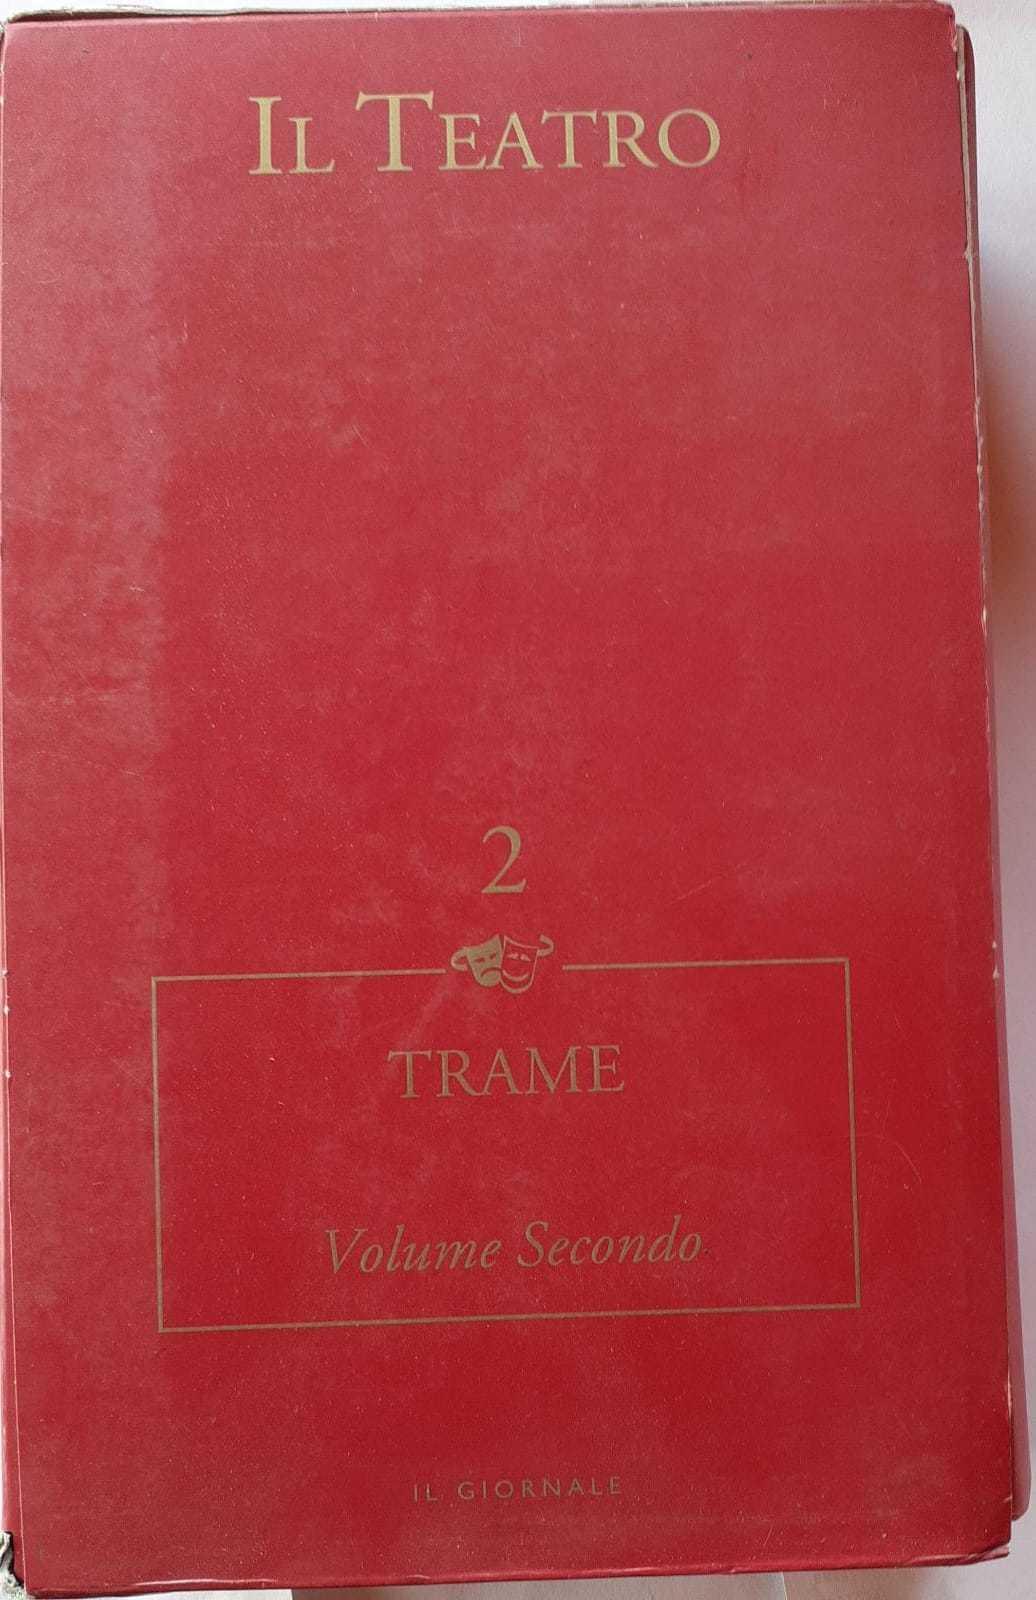 IL TEATRO
2
TRAME
Volume Secondo
IL GIORNALE